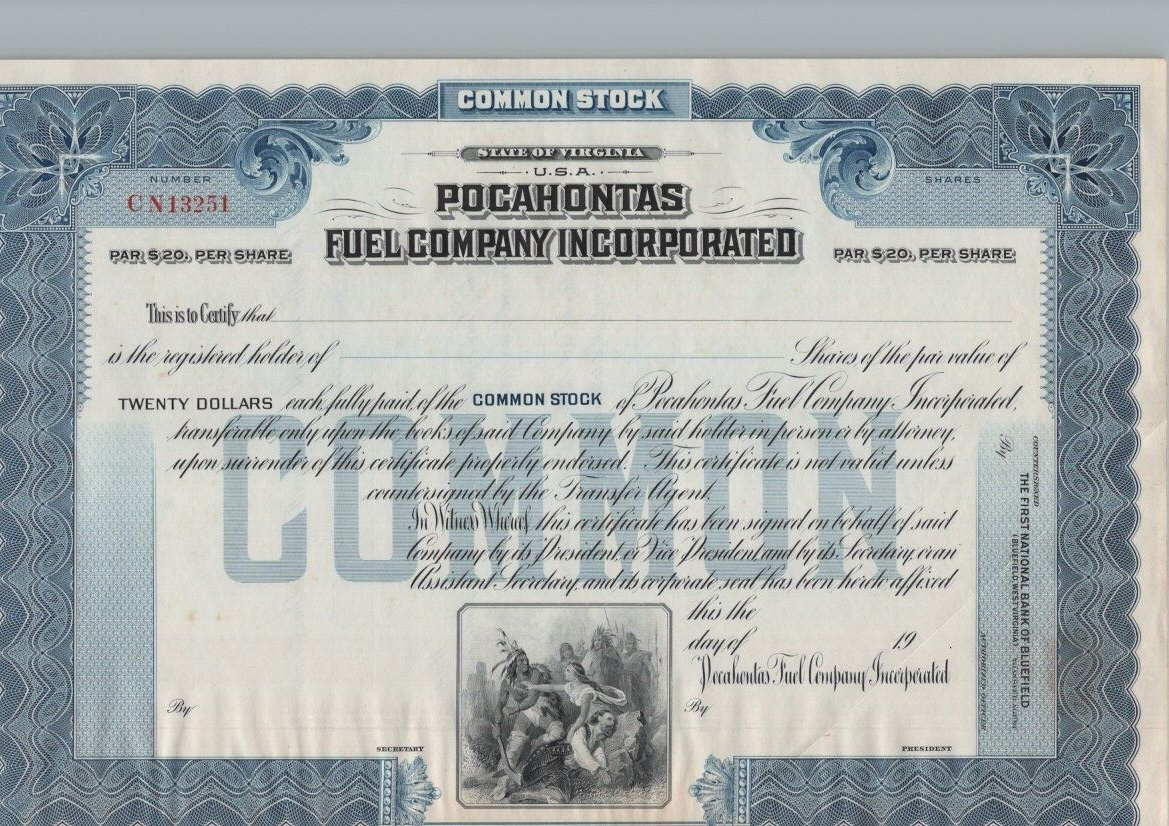 COMMON STOCK
STATE OF VIRGINIA
U.S.A.
NUMBER
SHARES
CN13251
POCAHONTAS
FUEL COMPANY INCORPORATED
PAR $20. PER SHARE
PAR $20. PER SHARE
This is to Certify that
is the registered holder of Shares of the par value of
TWENTY DOLLARS each, fully paid, of the COMMON STOCK of Pocahontas Fuel Company, Incorporated,
transferable only upon the books of said Company by said holder in person or by attorney,
upon surrender of this certificate properly endorsed. This certificate is not valid unless
countersigned by the Transfer Agent.
In Witness Whereof, this certificate has been signed on behalf of said
Company by its President, or Vice President and by its Secretary, or an
Assistant Secretary, and its corporate seal has been hereto affixed
this the
day of 19
Pocahontas Fuel Company Incorporated
By
By
SECRETARY
PRESIDENT
COMMON
COUNTERSIGNED
THE FIRST NATIONAL BANK OF BLUEFIELD
(BLUEFIELD, WEST VIRGINIA) TRANSFER AGENT
By
AUTHORIZED OFFICER